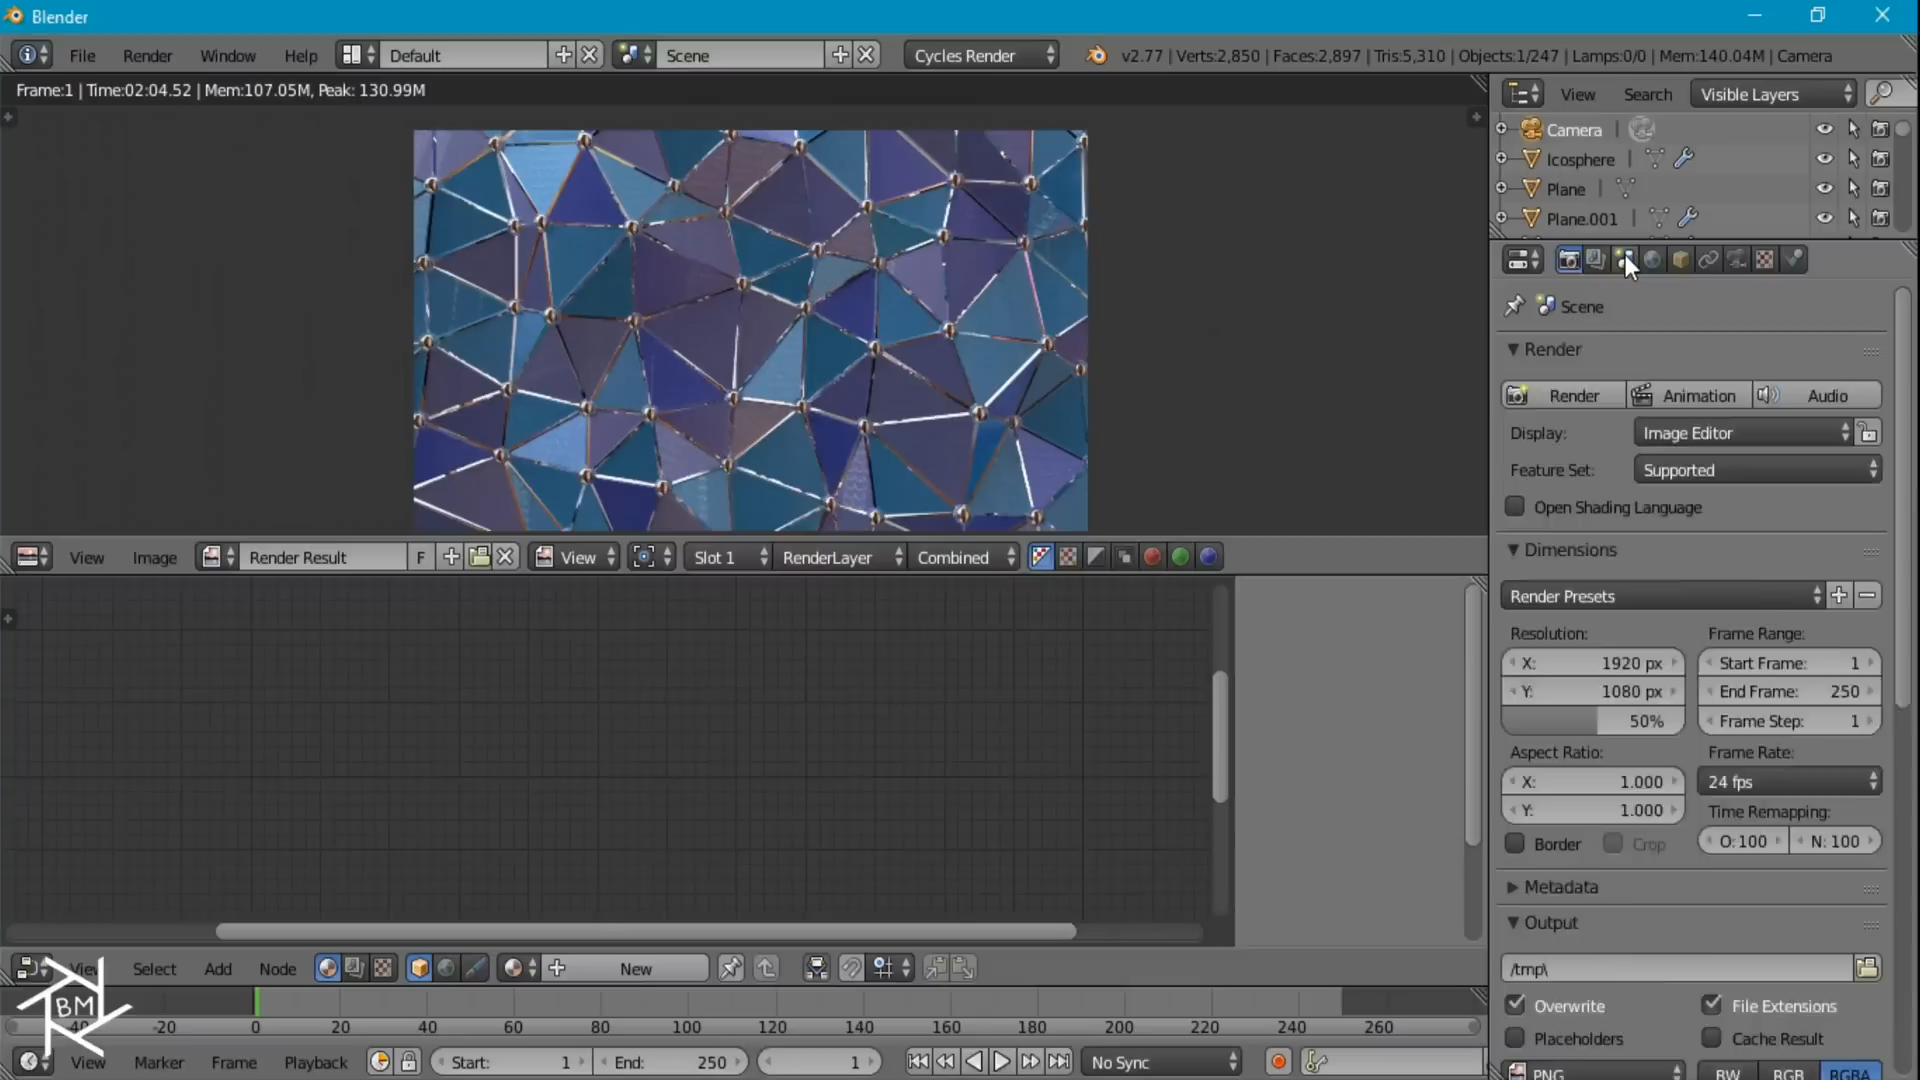 Blender
File Render Window Help Default Scene Cycles Render v2.77 | Verts:2,850 | Faces:2,897 | Tris:5,310 | Objects:1/247 | Lamps:0/0 | Mem:140.04M | Camera
Frame:1 | Time:02:04.52 | Mem:107.05M, Peak: 130.99M
View Search Visible Layers
Camera
Icosphere
Plane
Plane.001
Scene
Render
Render Animation Audio
Display: Image Editor
Feature Set: Supported
Open Shading Language
Dimensions
Render Presets
Resolution: Frame Range:
X: 1920 px Start Frame: 1
Y: 1080 px End Frame: 250
50% Frame Step: 1
Aspect Ratio: Frame Rate:
X: 1.000 24 fps
Y: 1.000 Time Remapping:
Border Crop O:100 N: 100
Metadata
Output
/tmp\
Overwrite File Extensions
Placeholders Cache Result
PNG BW RGB RGBA
View Image Render Result F View Slot 1 RenderLayer Combined
View Select Add Node New
BM
-40 -20 0 20 40 60 80 100 120 140 160 180 200 220 240 260
View Marker Frame Playback Start: 1 End: 250 1 No Sync